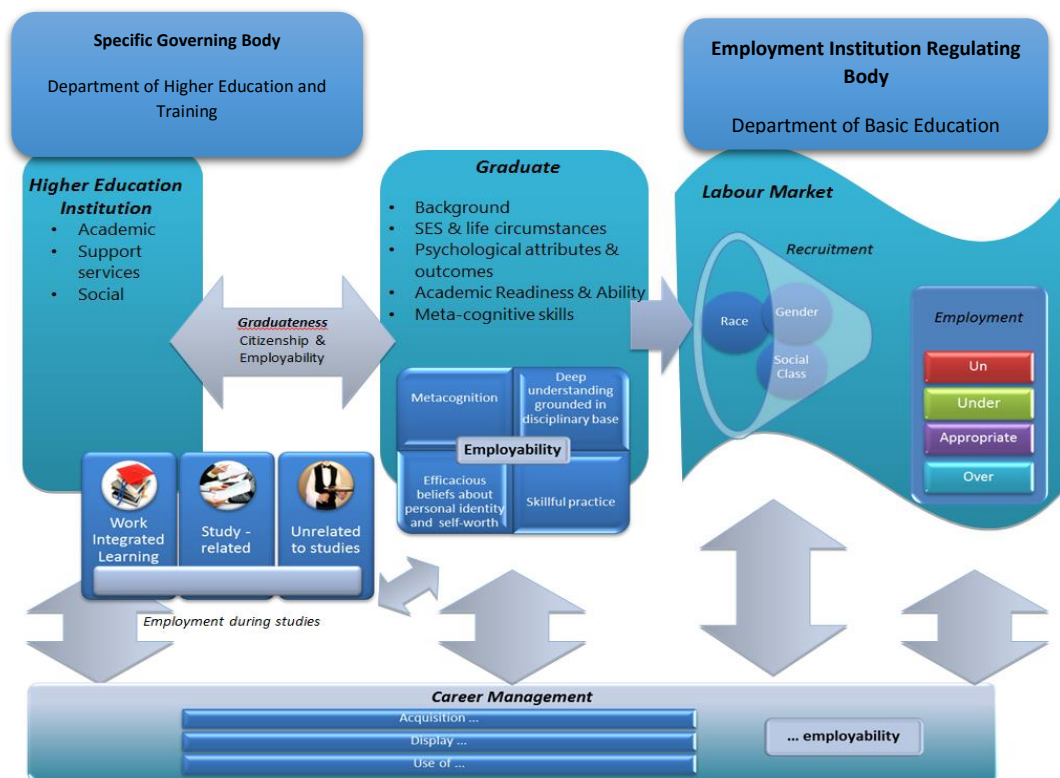 Specific Governing Body
Department of Higher Education and
Training
Employment Institution Regulating
Body
Department of Basic Education
Higher Education
Institution
• Academic
• Support
services
• Social
Graduateness
Citizenship &
Employability
Graduate
• Background
• SES & life circumstances
• Psychological attributes &
outcomes
• Academic Readiness & Ability
• Meta-cognitive skills
Metacognition
Deep
understanding
grounded in
disciplinary base
Employability
Efficacious
beliefs about
personal identity
and self-worth
Skillful practice
Labour Market
Recruitment
Race
Gender
Social
Class
Employment
Un
Under
Appropriate
Over
Work
Integrated
Learning
Study -
related
Unrelated
to studies
Employment during studies
Career Management
Acquisition ...
Display ...
Use of ...
... employability